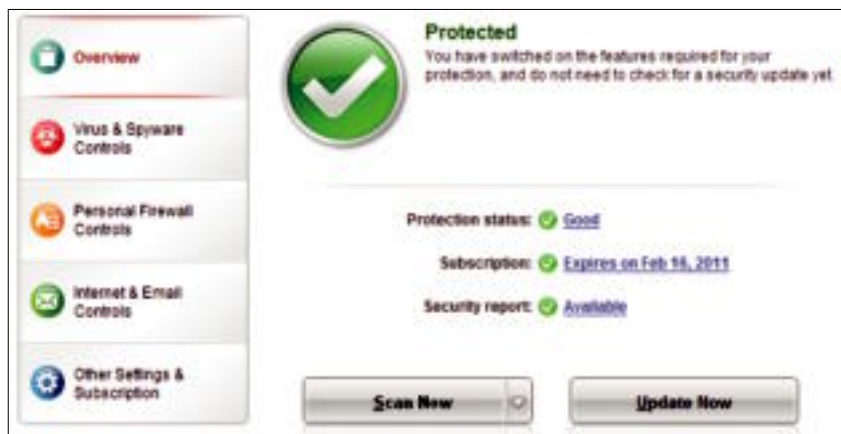 Overview
Virus & Spyware
Controls
Personal Firewall
Controls
Internet & Email
Controls
Other Settings &
Subscription
Protected
You have switched on the features required for your
protection, and do not need to check for a security update yet
Protection status: Good
Subscription: Expires on Feb 16, 2011
Security report: Available
Scan Now
Update Now